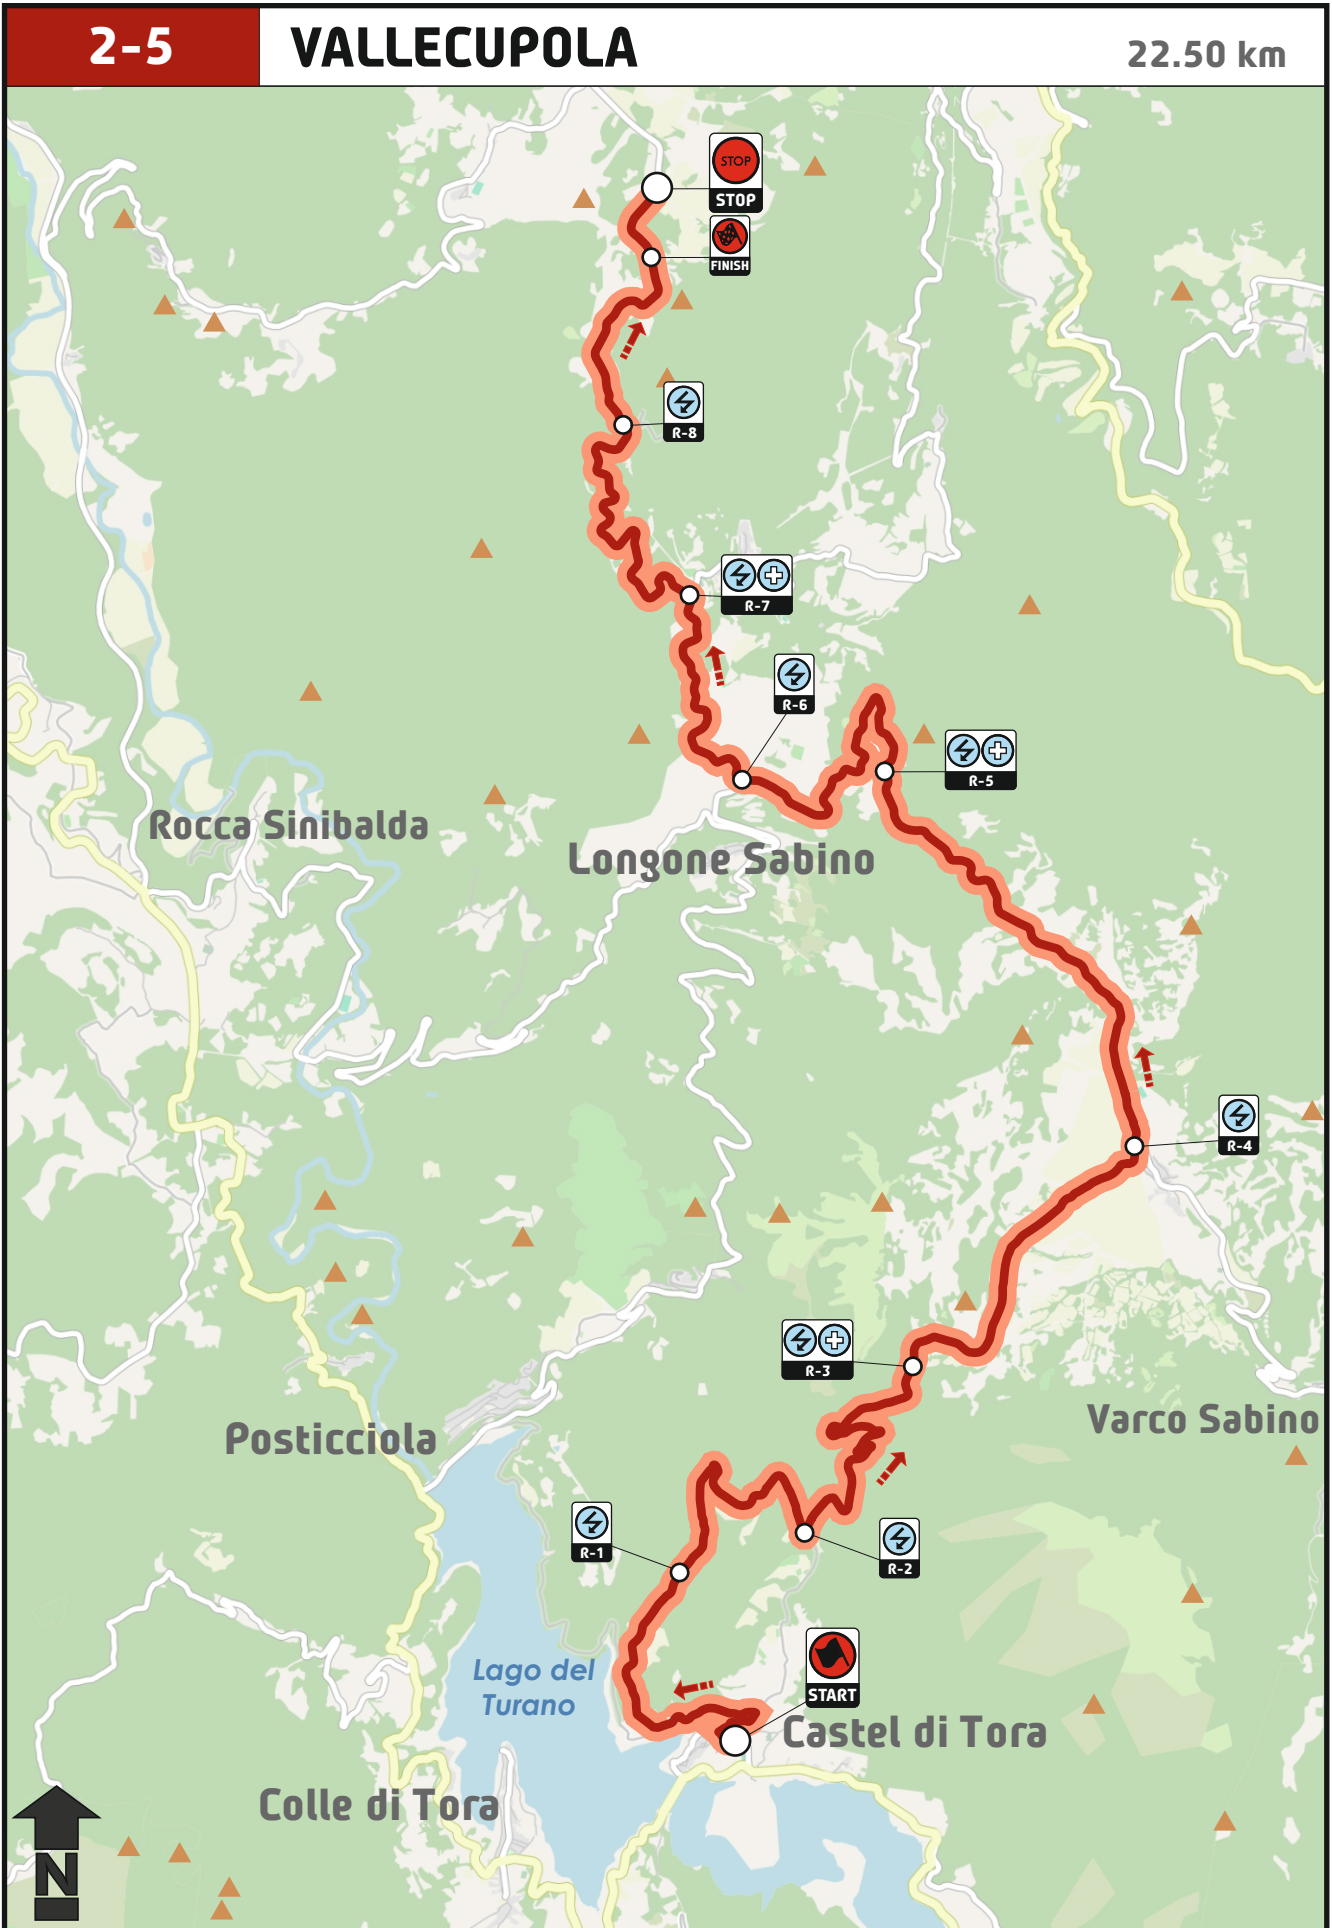 2-5
VALLECUPOLA
22.50 km
STOP
STOP
FINISH
R-8
R-7
R-6
R-5
Rocca Sinibalda
Longone Sabino
R-4
R-3
Varco Sabino
Posticciola
R-1
R-2
Lago del
Turano
START
Castel di Tora
Colle di Tora
N